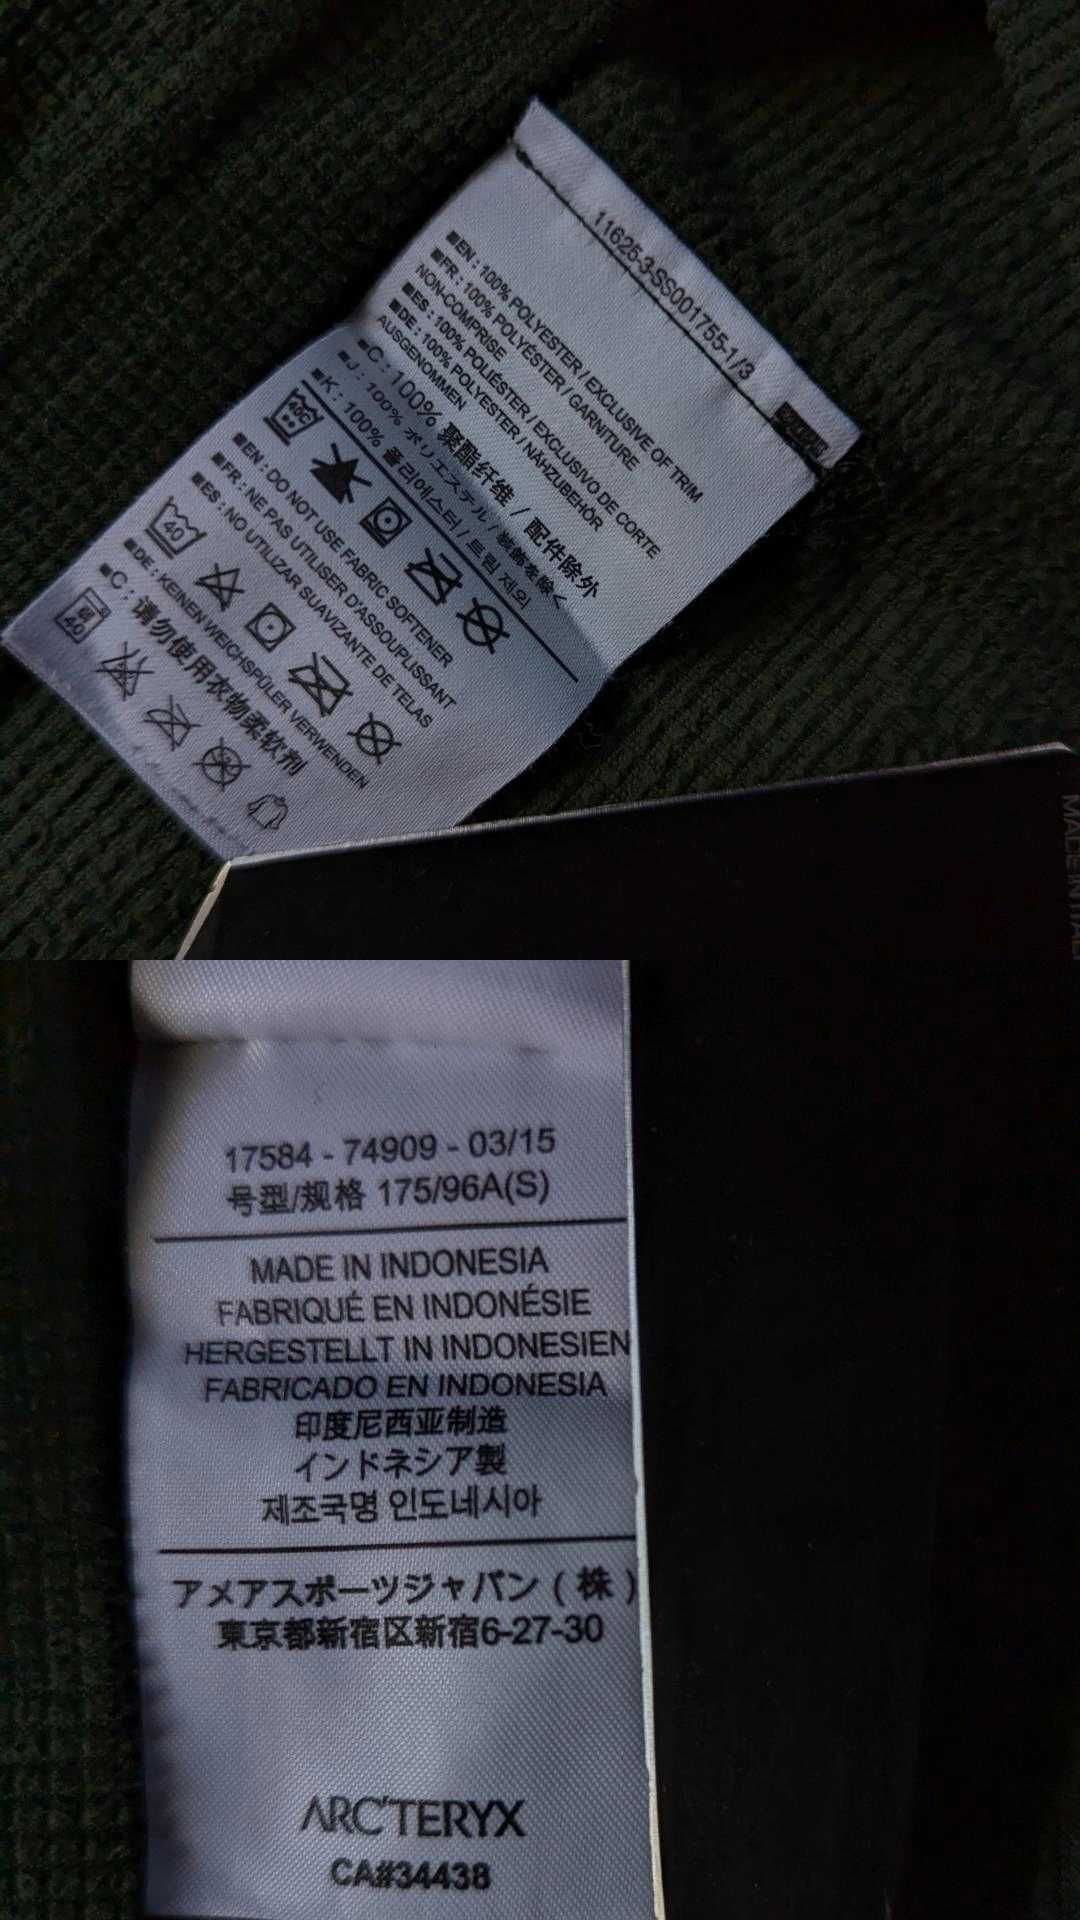 11625-3-SS001755-1/3
■EN : 100% POLYESTER / EXCLUSIVE OF TRIM
■FR : 100% POLYESTER / GARNITURE
NON-COMPRISE
■ES : 100% POLIÉSTER / EXCLUSIVO DE CORTE
■DE : 100% POLYESTER / NÄHZUBEHÖR
AUSGENOMMEN
■C : 100% 聚酯纤维 / 配件除外
■J : 100% ポリエステル / 装飾を除く
■K : 100% 폴리에스터 / 트림 제외
■EN : DO NOT USE FABRIC SOFTENER
■FR : NE PAS UTILISER D'ASSOUPLISSANT
■ES : NO UTILIZAR SUAVIZANTE DE TELAS
40
■DE : KEINEN WEICHSPÜLER VERWENDEN
■C : 请勿使用衣物柔软剂
40
MADE IN
17584 - 74909 - 03/15
号型/规格 175/96A(S)
MADE IN INDONESIA
FABRIQUÉ EN INDONÉSIE
HERGESTELLT IN INDONESIEN
FABRICADO EN INDONESIA
印度尼西亚制造
インドネシア製
제조국명 인도네시아
アメアスポーツジャパン ( 株 )
東京都新宿区新宿6-27-30
ARC'TERYX
CA#34438